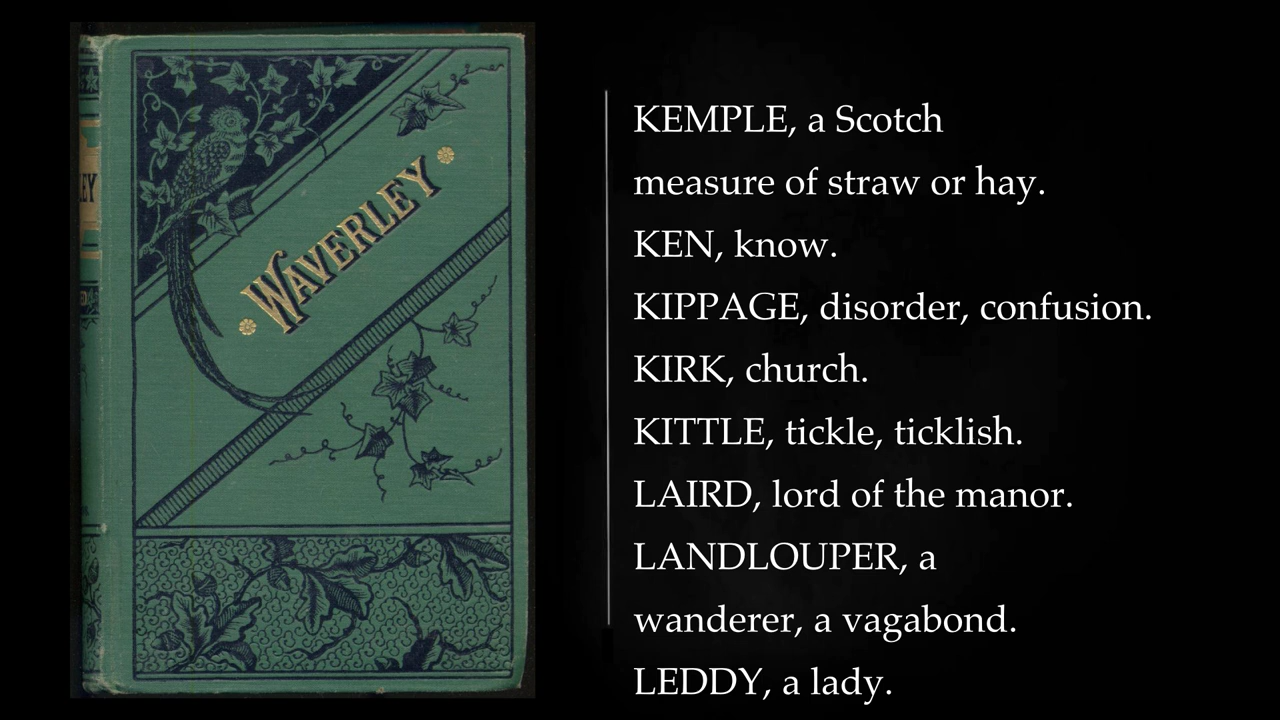 WAVERLEY
EY
KEMPLE, a Scotch
measure of straw or hay.
KEN, know.
KIPPAGE, disorder, confusion.
KIRK, church.
KITTLE, tickle, ticklish.
LAIRD, lord of the manor.
LANDLOUPER, a
wanderer, a vagabond.
LEDDY, a lady.